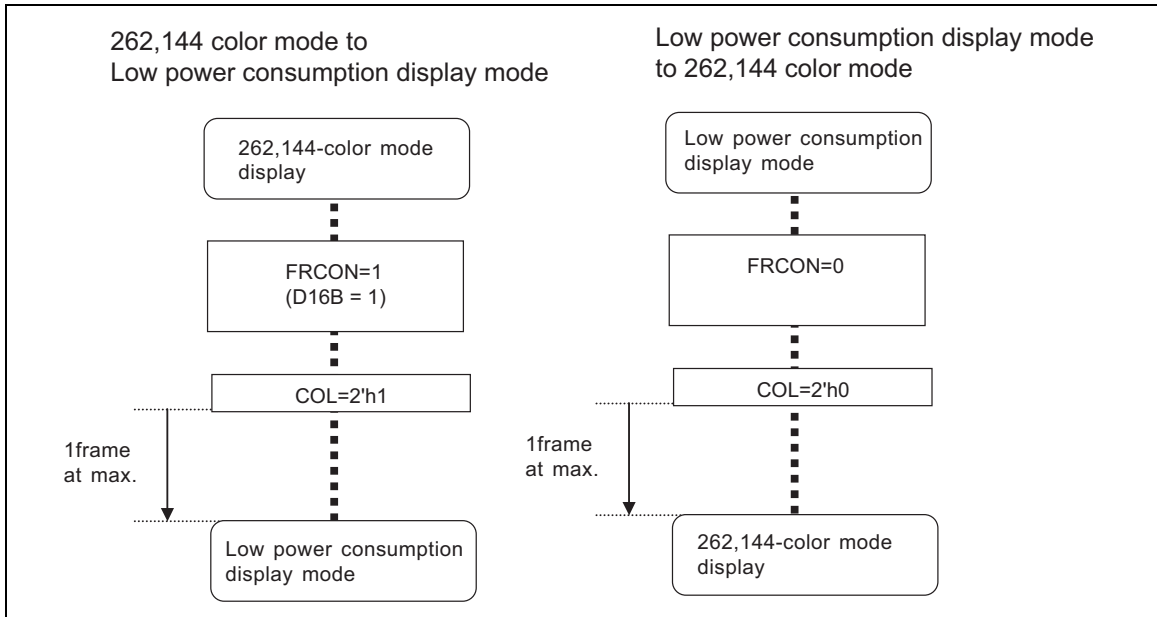 262,144 color mode to
Low power consumption display mode
262,144-color mode
display
FRCON=1
(D16B = 1)
COL=2'h1
1frame
at max.
Low power consumption
display mode
Low power consumption display mode
to 262,144 color mode
Low power consumption
display mode
FRCON=0
COL=2'h0
1frame
at max.
262,144-color mode
display